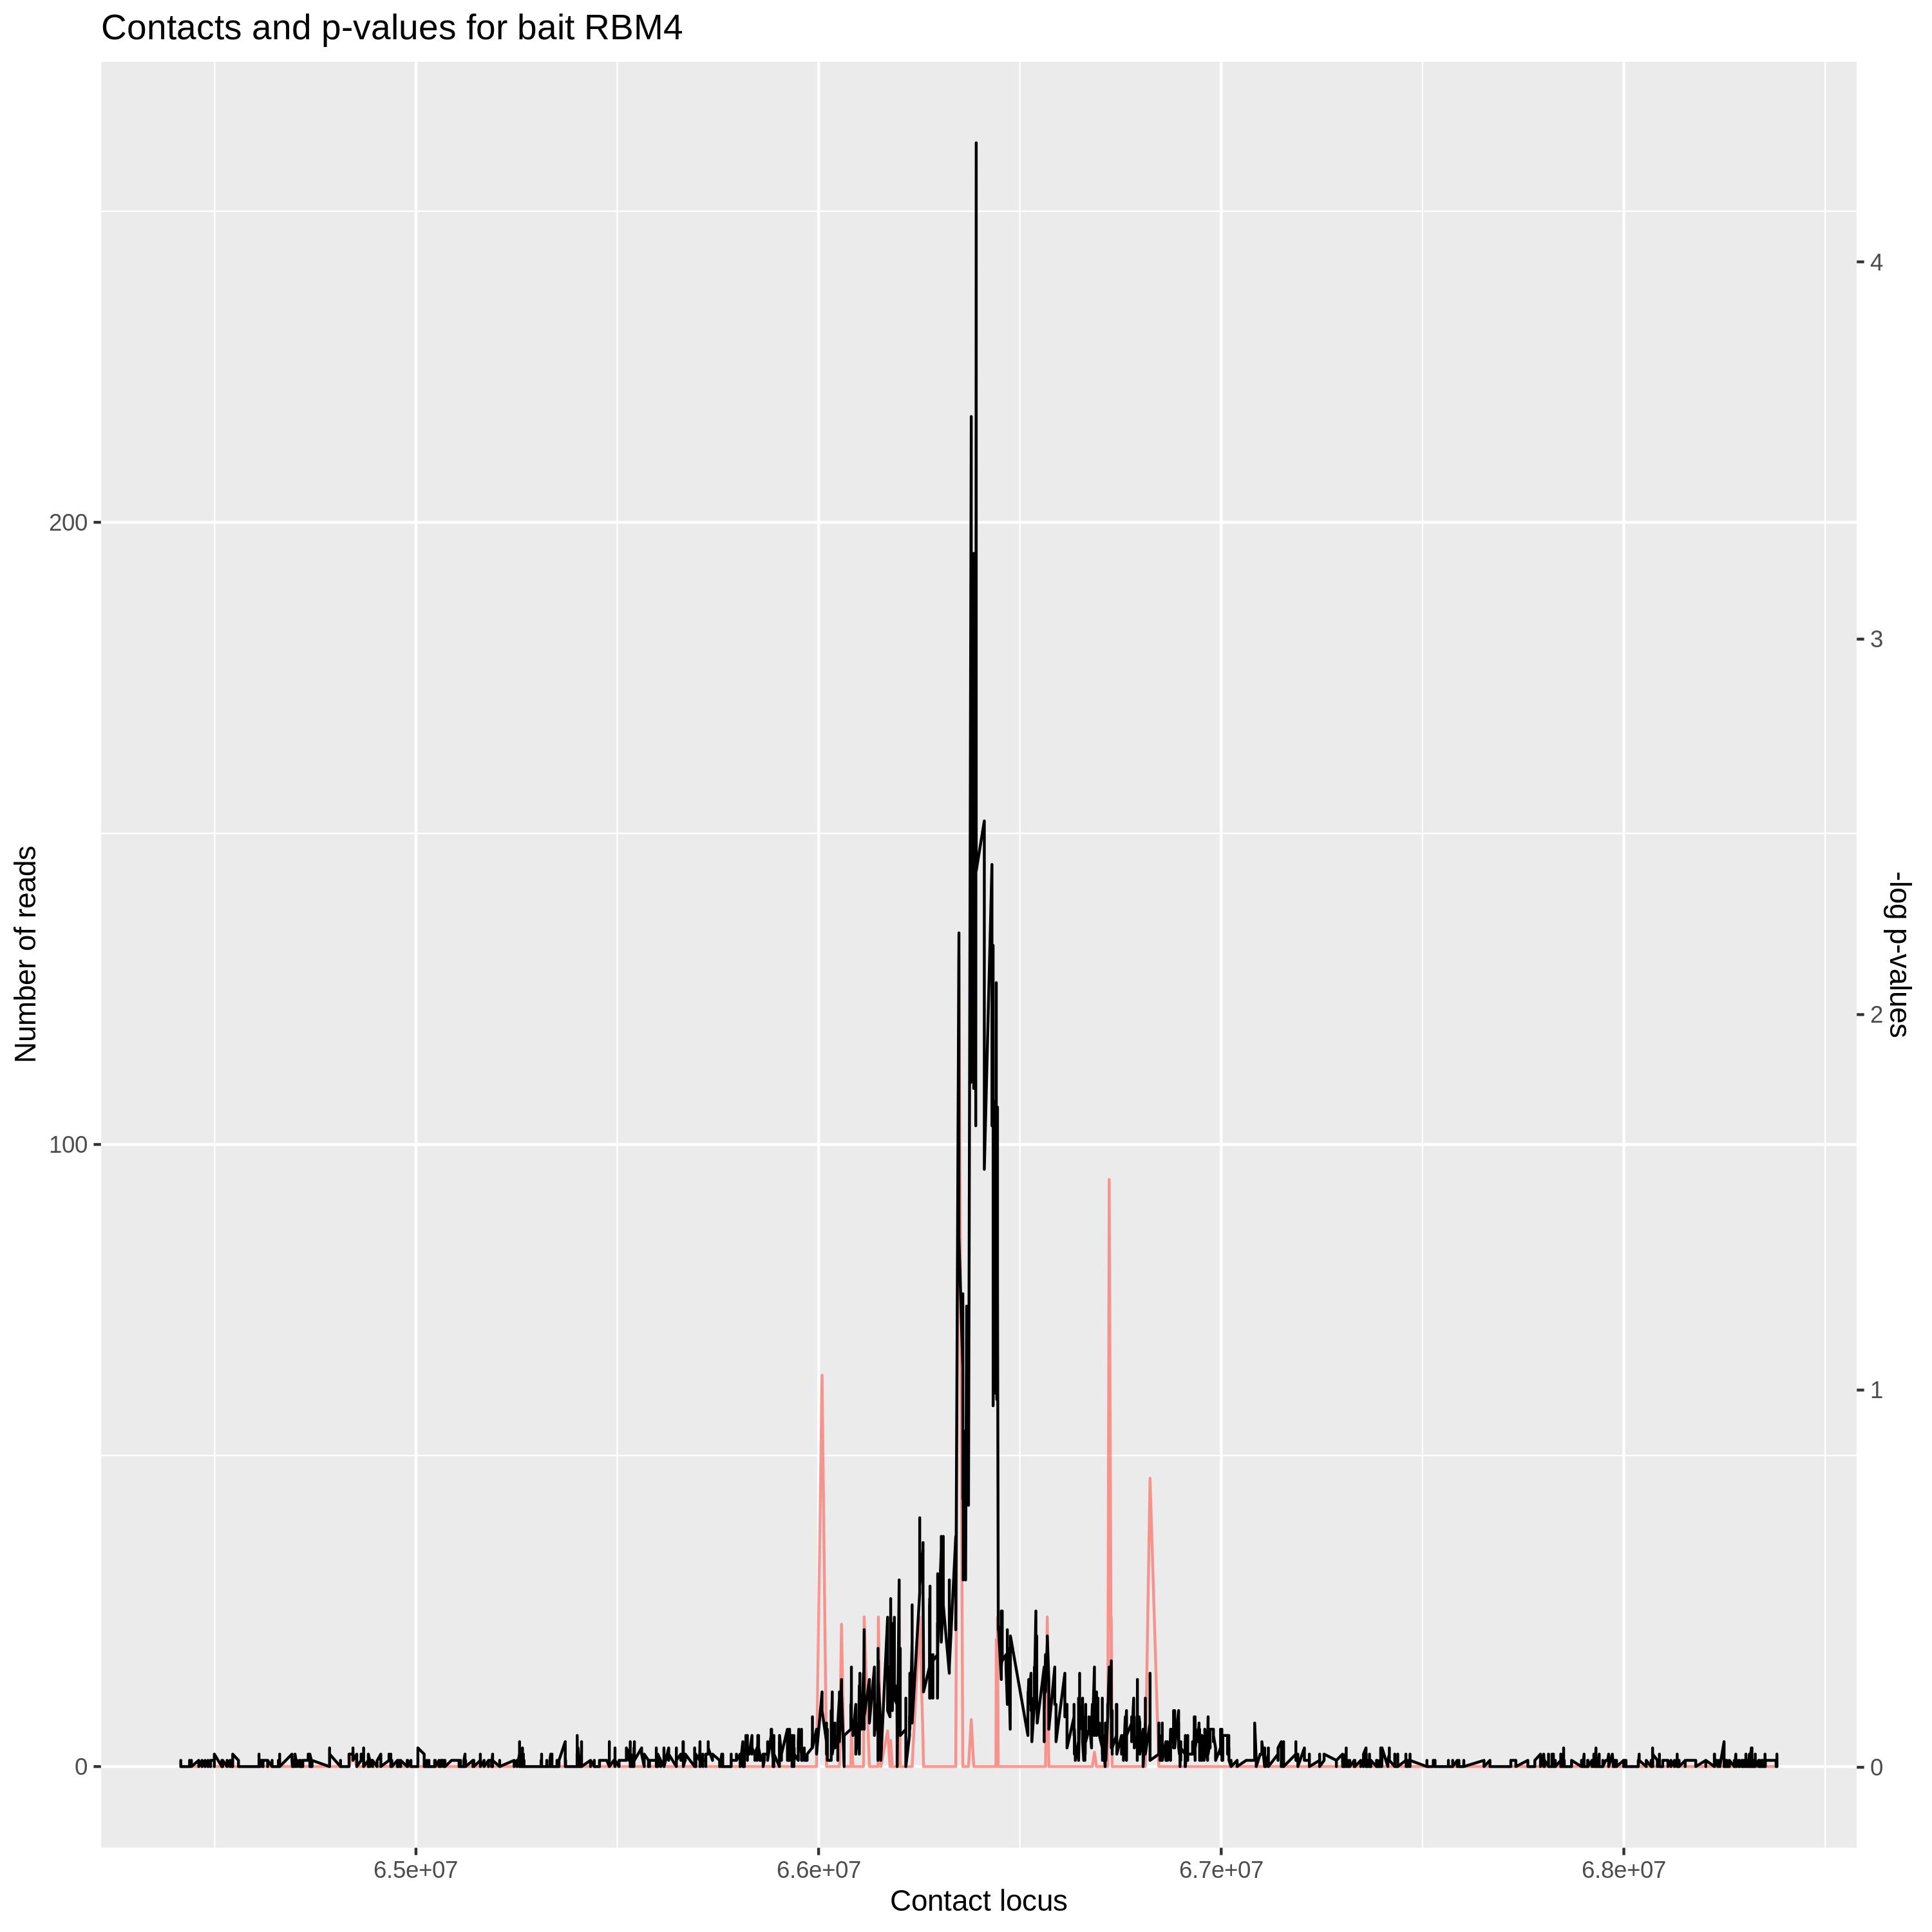 Contacts and p-values for bait RBM4
Number of reads
200
100
0
4
3
2
1
0
-log p-values
6.5e+07 6.6e+07 6.7e+07 6.8e+07
Contact locus